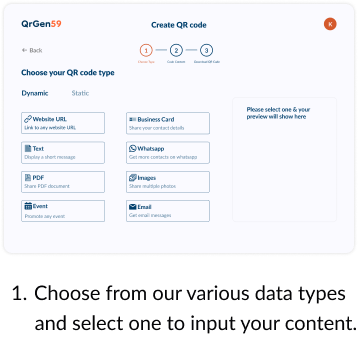 QrGen59
Create QR code
K
← Back
1 2 3
Choose Type
Code Creator
Download QR Code
Choose your QR code type
Dynamic Static
Website URL
Link to any website URL
Business Card
Share your contact details
Please select one & your
preview will show here
Text
Display a short message
Whatsapp
Get more contacts on whatsapp
PDF
Share PDF document
Images
Share multiple photos
Event
Promote any event
Email
Get email messages
1. Choose from our various data types
and select one to input your content.